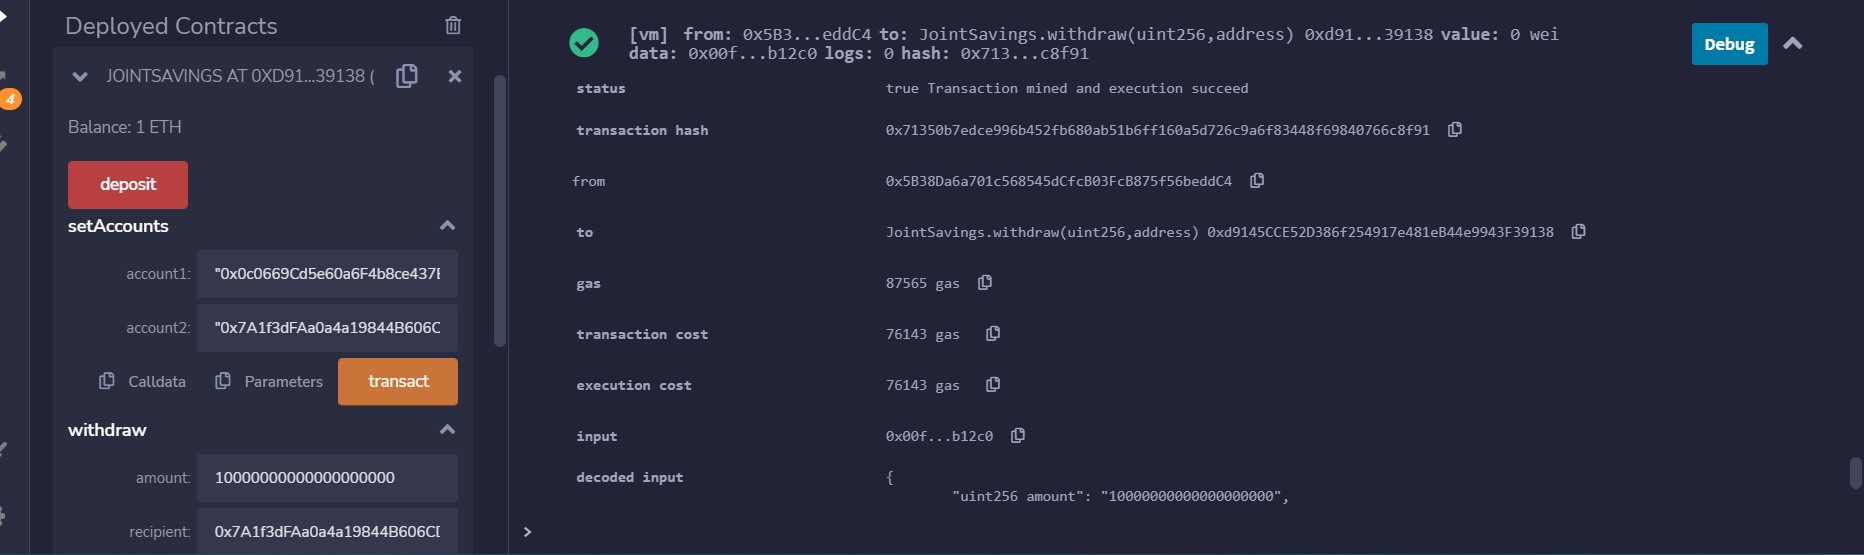 Deployed Contracts
4
JOINTSAVINGS AT 0XD91...39138 (
Balance: 1 ETH
deposit
setAccounts
account1: "0x0c0669Cd5e60a6F4b8ce437E
account2: "0x7A1f3dFAa0a4a19844B606C
Calldata Parameters transact
withdraw
amount: 10000000000000000000
recipient: 0x7A1f3dFAa0a4a19844B606CD
[vm] from: 0x5B3...eddC4 to: JointSavings.withdraw(uint256,address) 0xd91...39138 value: 0 wei
data: 0x00f...b12c0 logs: 0 hash: 0x713...c8f91
Debug
status true Transaction mined and execution succeed
transaction hash 0x71350b7edce996b452fb680ab51b6ff160a5d726c9a6f83448f69840766c8f91
from 0x5B38Da6a701c568545dCfcB03FcB875f56beddC4
to JointSavings.withdraw(uint256,address) 0xd9145CCE52D386f254917e481eB44e9943F39138
gas 87565 gas
transaction cost 76143 gas
execution cost 76143 gas
input 0x00f...b12c0
decoded input {
"uint256 amount": "10000000000000000000",
>